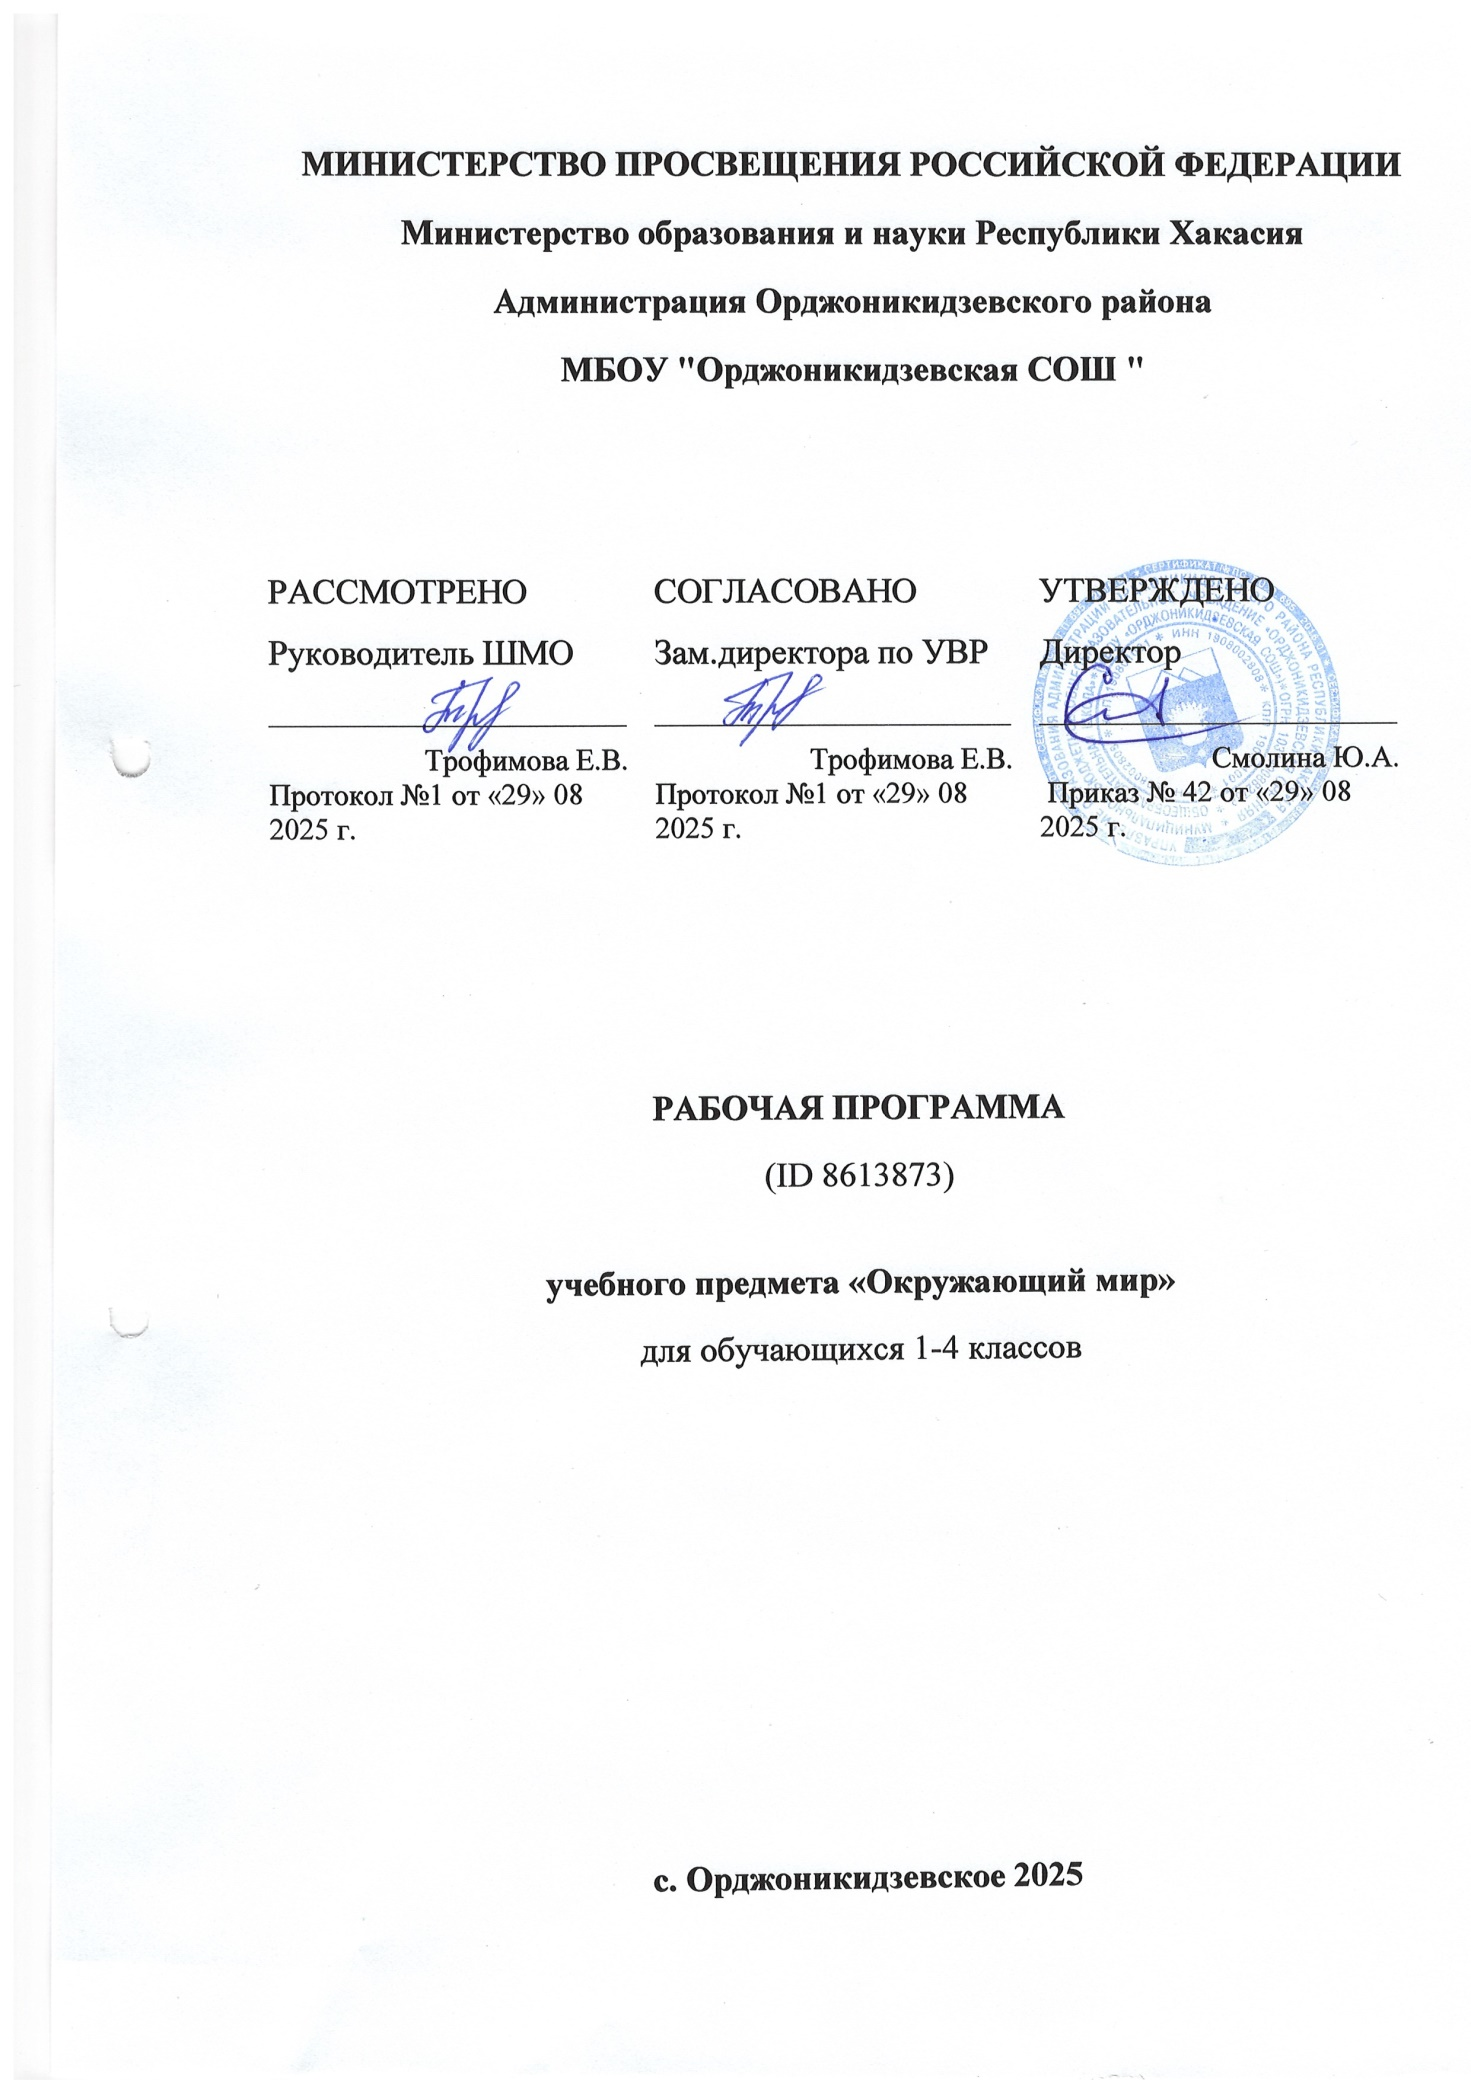 МИНИСТЕРСТВО ПРОСВЕЩЕНИЯ РОССИЙСКОЙ ФЕДЕРАЦИИ
Министерство образования и науки Республики Хакасия
Администрация Орджоникидзевского района
МБОУ "Орджоникидзевская СОШ "
РАССМОТРЕНО
Руководитель ШМО
Трофимова Е.В.
Протокол №1 от «29» 08
2025 г.
СОГЛАСОВАНО
Зам.директора по УВР
Трофимова Е.В.
Протокол №1 от «29» 08
2025 г.
УТВЕРЖДЕНО
Директор
Смолина Ю.А.
Приказ № 42 от «29» 08
2025 г.
РАБОЧАЯ ПРОГРАММА
(ID 8613873)
учебного предмета «Окружающий мир»
для обучающихся 1-4 классов
с. Орджоникидзевское 2025